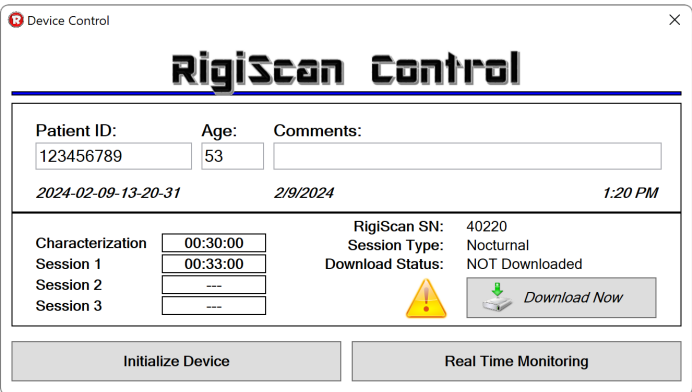 Device Control
RigiScan Control
Patient ID: Age: Comments:
123456789 53
2024-02-09-13-20-31 2/9/2024 1:20 PM
RigiScan SN: 40220
Characterization 00:30:00 Session Type: Nocturnal
Session 1 00:33:00 Download Status: NOT Downloaded
Session 2 ---
Session 3 ---
Download Now
Initialize Device Real Time Monitoring